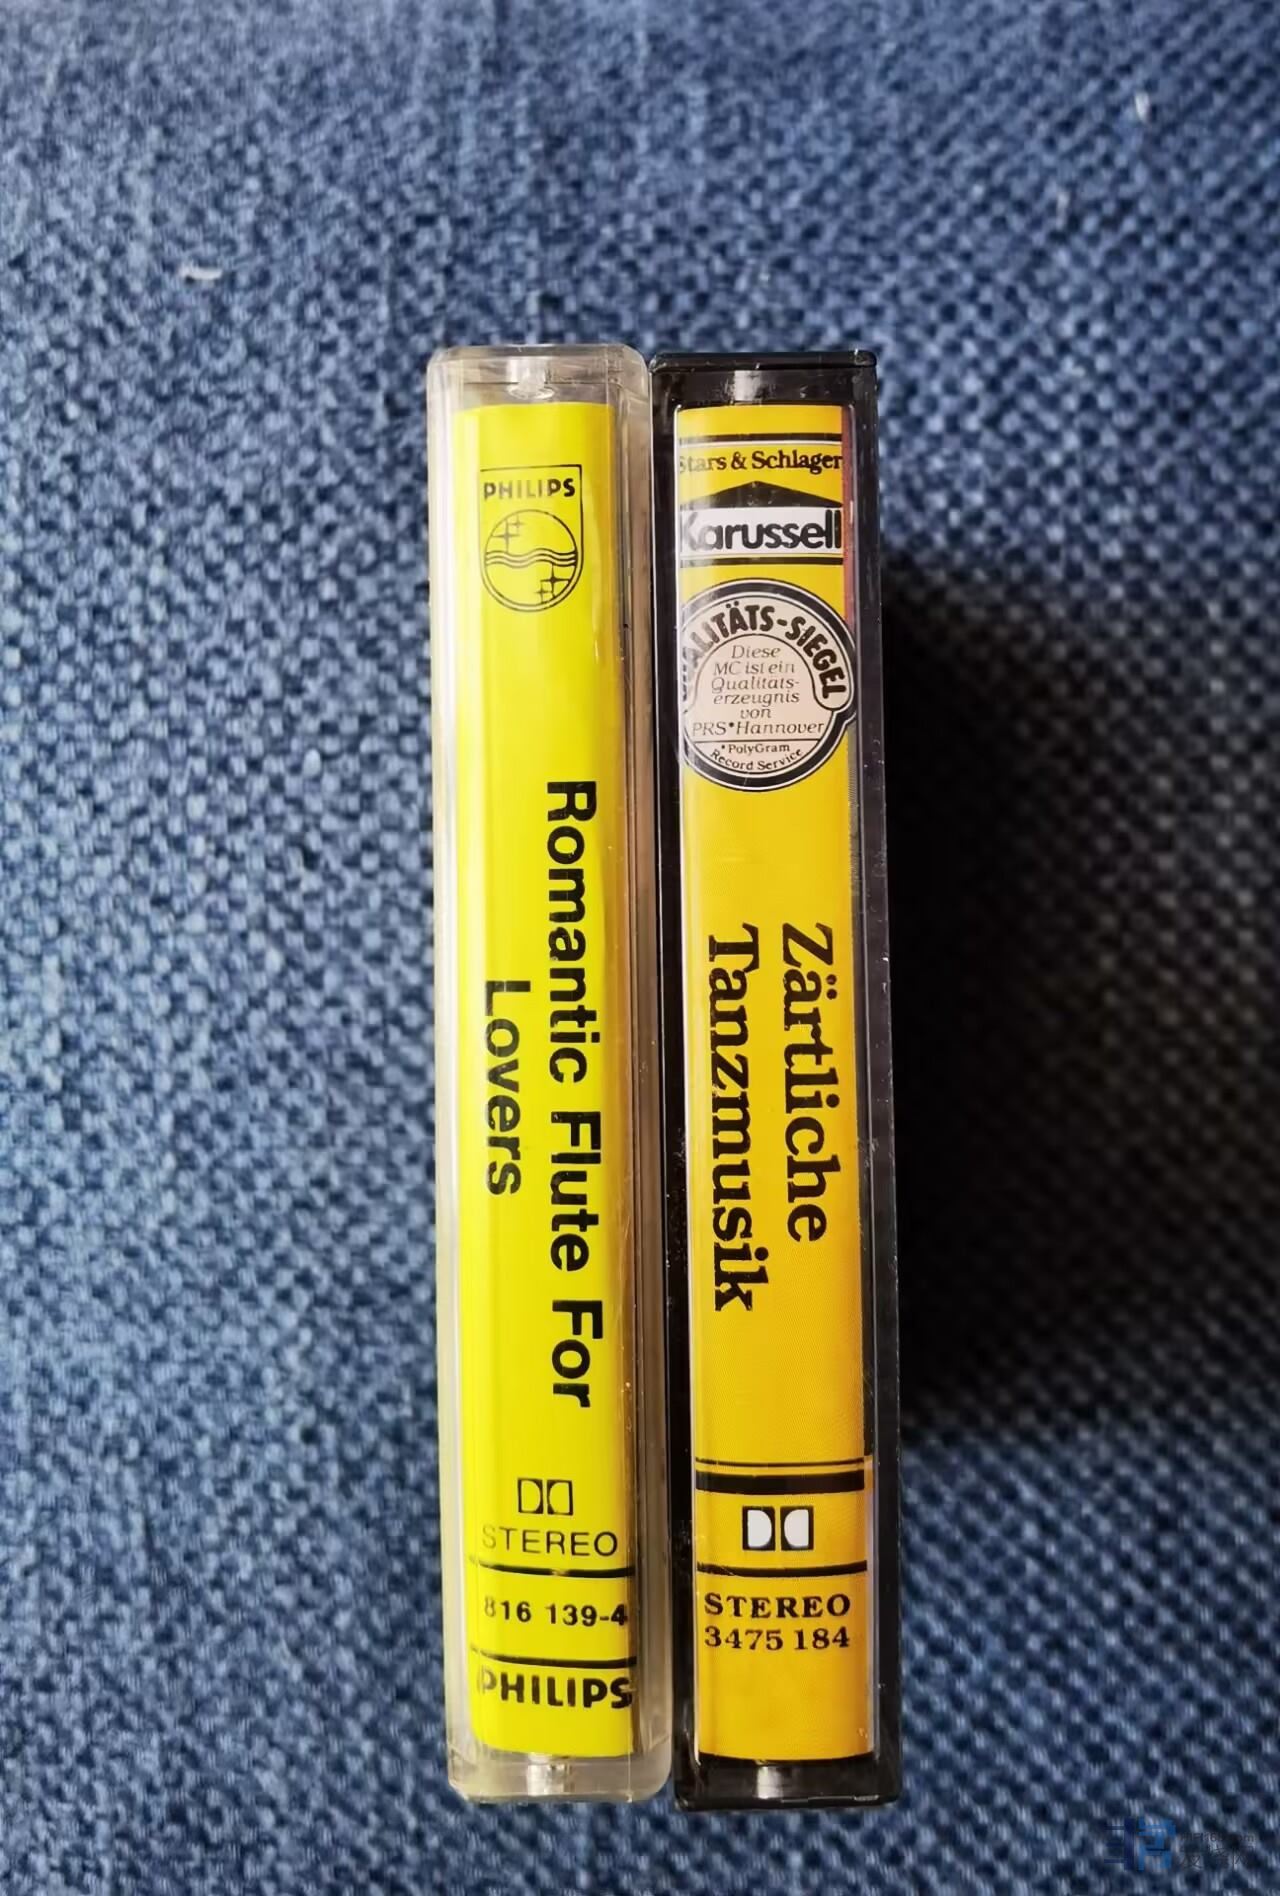 PHILIPS
Romantic Flute For
Lovers
STEREO
816 139-4
PHILIPS
Stars & Schlager
Karussell
QUALITÄTS-SIEGEL
Diese
MC ist ein
Qualitäts-
erzeugnis
von
PRS*Hannover
*PolyGram
Record Service
Zärtliche
Tanzmusik
STEREO
3475 184